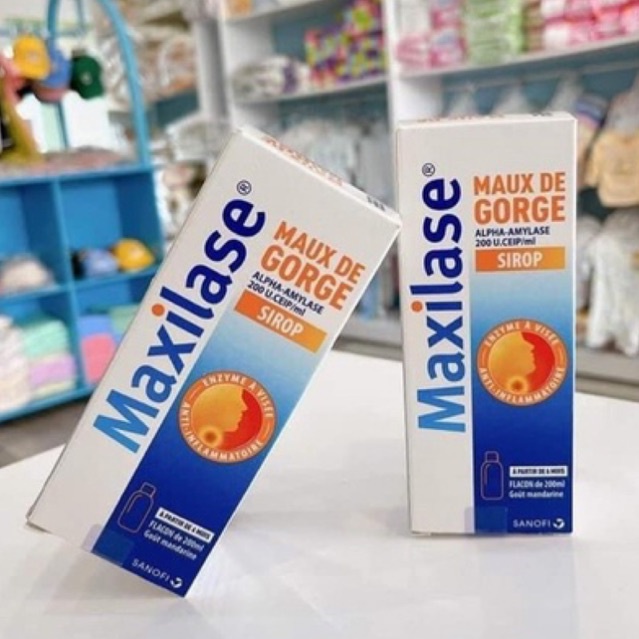 Maxilase®
MAUX DE
GORGE
ALPHA-AMYLASE
200 U.CEIP/ml
SIROP
ENZYME À VISÉE
ANTI-INFLAMMATOIRE
À PARTIR DE 6 MOIS
FLACON de 200ml
Goût mandarine
SANOFI
Maxilase®
MAUX DE
GORGE
ALPHA-AMYLASE
200 U.CEIP/ml
SIROP
ENZYME À VISÉE
ANTI-INFLAMMATOIRE
À PARTIR DE 6 MOIS
FLACON de 200ml
Goût mandarine
SANOFI